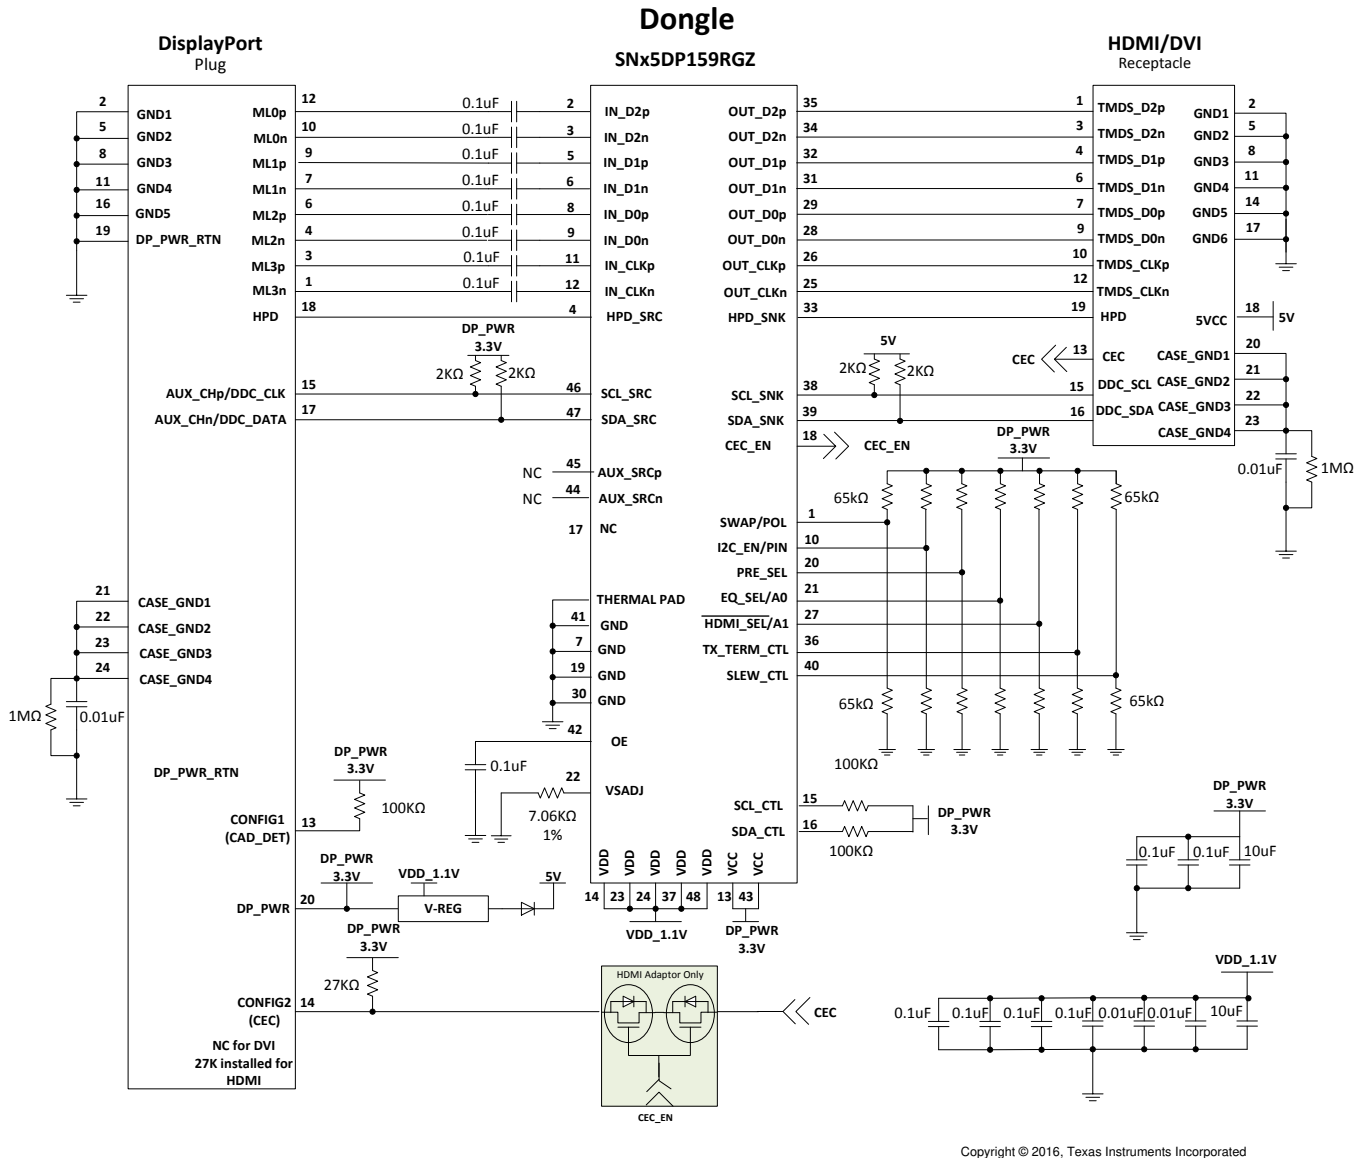 Dongle
DisplayPort
Plug
SNx5DP159RGZ
HDMI/DVI
Receptacle
2 GND1
5 GND2
8 GND3
11 GND4
16 GND5
19 DP_PWR_RTN
ML0p 12 0.1uF 2 IN_D2p
ML0n 10 0.1uF 3 IN_D2n
ML1p 9 0.1uF 5 IN_D1p
ML1n 7 0.1uF 6 IN_D1n
ML2p 6 0.1uF 8 IN_D0p
ML2n 4 0.1uF 9 IN_D0n
ML3p 3 0.1uF 11 IN_CLKp
ML3n 1 0.1uF 12 IN_CLKn
HPD 18 4 HPD_SRC
OUT_D2p 35 1 TMDS_D2p
OUT_D2n 34 3 TMDS_D2n
OUT_D1p 32 4 TMDS_D1p
OUT_D1n 31 6 TMDS_D1n
OUT_D0p 29 7 TMDS_D0p
OUT_D0n 28 9 TMDS_D0n
OUT_CLKp 26 10 TMDS_CLKp
OUT_CLKn 25 12 TMDS_CLKn
HPD_SNK 33 19 HPD
GND1 2
GND2 5
GND3 8
GND4 11
GND5 14
GND6 17
5VCC 18 5V
DP_PWR
3.3V
2KΩ 2KΩ
AUX_CHp/DDC_CLK 15 46 SCL_SRC
AUX_CHn/DDC_DATA 17 47 SDA_SRC
NC 45 AUX_SRCp
NC 44 AUX_SRCn
17 NC
5V
2KΩ 2KΩ
CEC 13 CEC
SCL_SNK 38 15 DDC_SCL
SDA_SNK 39 16 DDC_SDA
CEC_EN 18 CEC_EN
CASE_GND1 20
CASE_GND2 21
CASE_GND3 22
CASE_GND4 23
0.01uF 1MΩ
DP_PWR
3.3V
65kΩ 65kΩ
SWAP/POL 1
I2C_EN/PIN 10
PRE_SEL 20
EQ_SEL/A0 21
HDMI_SEL/A1 27
TX_TERM_CTL 36
SLEW_CTL 40
65kΩ 65kΩ
21 CASE_GND1
22 CASE_GND2
23 CASE_GND3
24 CASE_GND4
1MΩ 0.01uF
THERMAL PAD
41 GND
7 GND
19 GND
30 GND
42 OE
0.1uF
22 VSADJ
7.06KΩ
1%
DP_PWR_RTN
DP_PWR
3.3V
100KΩ
CONFIG1 13
(CAD_DET)
100KΩ
SCL_CTL 15
SDA_CTL 16
100KΩ
DP_PWR
3.3V
DP_PWR
3.3V
0.1uF 0.1uF 10uF
DP_PWR
3.3V
VDD_1.1V
5V
DP_PWR 20
V-REG
VDD VDD VDD VDD VDD VCC VCC
14 23 24 37 48 13 43
VDD_1.1V
DP_PWR
3.3V
DP_PWR
3.3V
27KΩ
CONFIG2 14
(CEC)
NC for DVI
27K installed for
HDMI
HDMI Adaptor Only
CEC
CEC_EN
VDD_1.1V
0.1uF 0.1uF 0.1uF 0.1uF 0.01uF 0.01uF 10uF
Copyright © 2016, Texas Instruments Incorporated